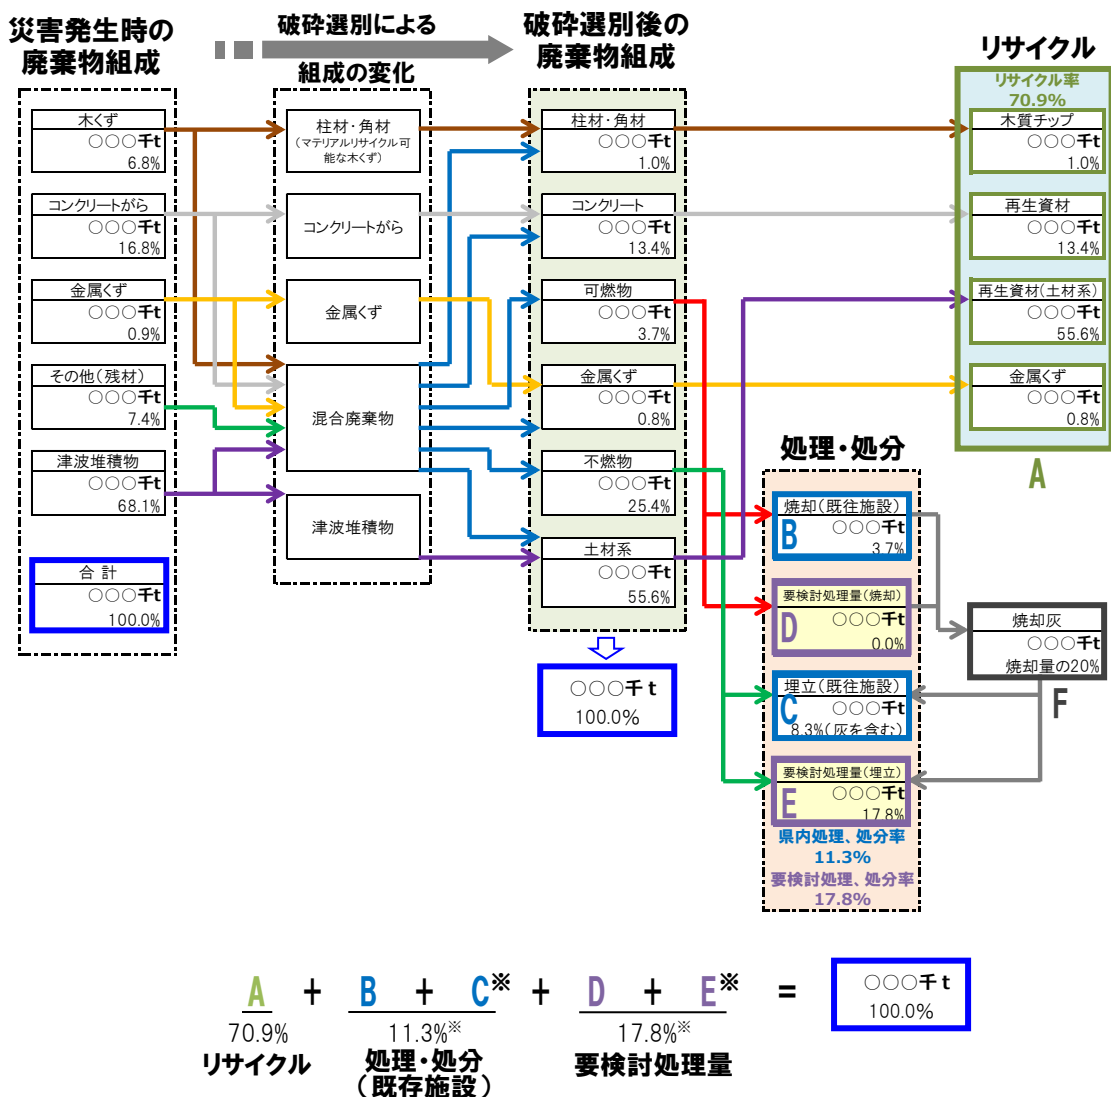 災害発生時の
廃棄物組成
木くず
○○○千t
6.8%
コンクリートがら
○○○千t
16.8%
金属くず
○○○千t
0.9%
その他(残材)
○○○千t
7.4%
津波堆積物
○○○千t
68.1%
合計
○○○千t
100.0%
破砕選別による
組成の変化
柱材・角材
(マテリアルリサイクル可
能な木くず)
コンクリートがら
金属くず
混合廃棄物
津波堆積物
破砕選別後の
廃棄物組成
柱材・角材
○○○千t
1.0%
コンクリート
○○○千t
13.4%
可燃物
○○○千t
3.7%
金属くず
○○○千t
0.8%
不燃物
○○○千t
25.4%
土材系
○○○千t
55.6%
○○○千t
100.0%
処理・処分
焼却(既往施設)
B
○○○千t
3.7%
要検討処理量(焼却)
D
○○○千t
0.0%
埋立(既往施設)
C
○○○千t
8.3%(灰を含む)
要検討処理量(埋立)
E
○○○千t
17.8%
県内処理、処分率
11.3%
要検討処理、処分率
17.8%
リサイクル
リサイクル率
70.9%
木質チップ
○○○千t
1.0%
再生資材
○○○千t
13.4%
再生資材(土材系)
○○○千t
55.6%
金属くず
○○○千t
0.8%
A
焼却灰
○○○千t
焼却量の20%
F
A + B + C※ + D + E※ = ○○○千t
100.0%
70.9% 11.3%※ 17.8%※
リサイクル 処理・処分 要検討処理量
(既存施設)